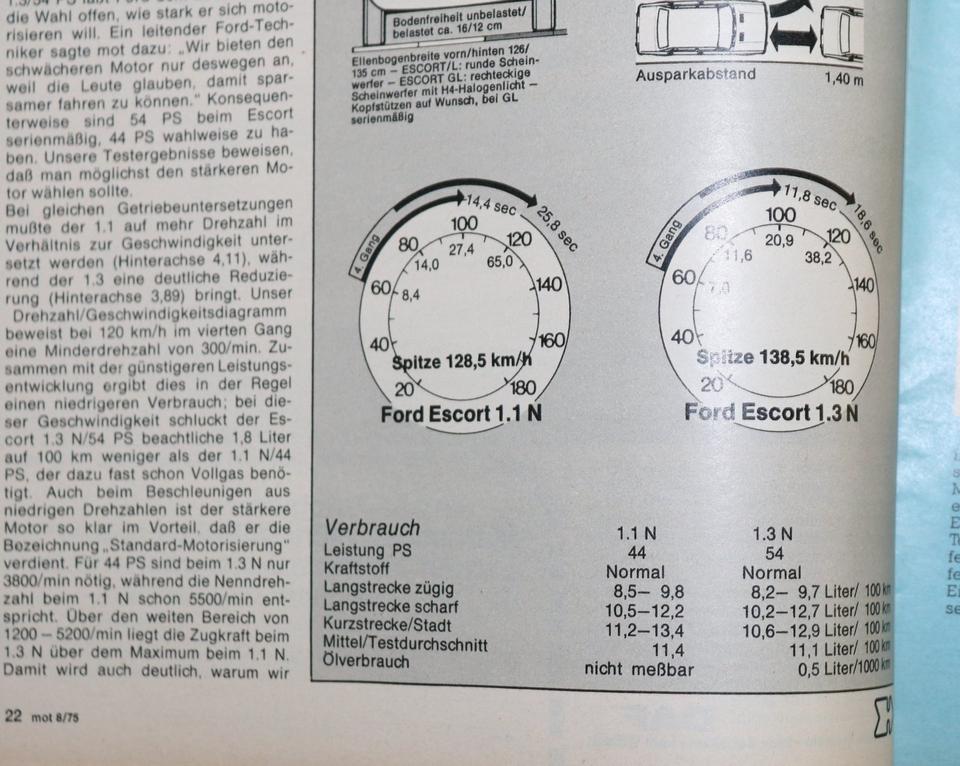 die Wahl offen, wie stark er sich moto-
risieren will. Ein leitender Ford-Tech-
niker sagte mot dazu: „Wir bieten den
schwächeren Motor nur deswegen an,
weil die Leute glauben, damit spar-
samer fahren zu können.“ Konsequen-
terweise sind 54 PS beim Escort
serienmäßig, 44 PS wahlweise zu ha-
ben. Unsere Testergebnisse beweisen,
daß man möglichst den stärkeren Mo-
tor wählen sollte.
Bei gleichen Getriebeuntersetzungen
mußte der 1.1 auf mehr Drehzahl im
Verhältnis zur Geschwindigkeit unter-
setzt werden (Hinterachse 4,11), wäh-
rend der 1.3 eine deutliche Reduzie-
rung (Hinterachse 3,89) bringt. Unser
Drehzahl/Geschwindigkeitsdiagramm
beweist bei 120 km/h im vierten Gang
eine Minderdrehzahl von 300/min. Zu-
sammen mit der günstigeren Leistungs-
entwicklung ergibt dies in der Regel
einen niedrigeren Verbrauch; bei die-
ser Geschwindigkeit schluckt der Es-
cort 1.3 N/54 PS beachtliche 1,8 Liter
auf 100 km weniger als der 1.1 N/44
PS, der dazu fast schon Vollgas benö-
tigt. Auch beim Beschleunigen aus
niedrigen Drehzahlen ist der stärkere
Motor so klar im Vorteil, daß er die
Bezeichnung „Standard-Motorisierung“
verdient. Für 44 PS sind beim 1.3 N nur
3800/min nötig, während die Nenndreh-
zahl beim 1.1 N schon 5500/min ent-
spricht. Über den weiten Bereich von
1200 – 5200/min liegt die Zugkraft beim
1.3 N über dem Maximum beim 1.1 N.
Damit wird auch deutlich, warum wir
22 mot 8/75
Bodenfreiheit unbelastet/
belastet ca. 16/12 cm
Ellenbogenbreite vorn/hinten 126/
135 cm – ESCORT/L: runde Schein-
werfer – ESCORT GL: rechteckige
Scheinwerfer mit H4-Halogenlicht –
Kopfstützen auf Wunsch, bei GL
serienmäßig
Ausparkabstand 1,40 m
4. Gang
14,4 sec
25,8 sec
20
40
60
80
100
120
140
160
180
8,4
14,0
27,4
65,0
Spitze 128,5 km/h
Ford Escort 1.1 N
4. Gang
11,8 sec
18,6 sec
20
40
60
80
100
120
140
160
180
7,0
11,6
20,9
38,2
Spitze 138,5 km/h
Ford Escort 1.3 N
Verbrauch 1.1 N 1.3 N
Leistung PS 44 54
Kraftstoff Normal Normal
Langstrecke zügig 8,5– 9,8 8,2– 9,7 Liter/ 100 km
Langstrecke scharf 10,5–12,2 10,2–12,7 Liter/ 100 km
Kurzstrecke/Stadt 11,2–13,4 10,6–12,9 Liter/ 100 km
Mittel/Testdurchschnitt 11,4 11,1 Liter/ 100 km
Ölverbrauch nicht meßbar 0,5 Liter/1000 km